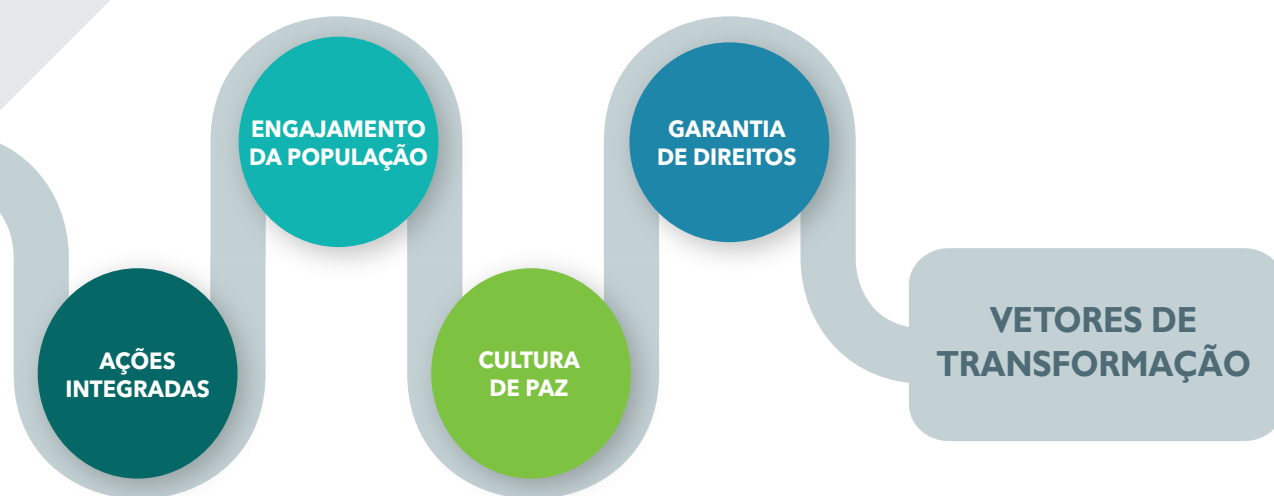 ENGAJAMENTO
DA POPULAÇÃO
GARANTIA
DE DIREITOS
AÇÕES
INTEGRADAS
CULTURA
DE PAZ
VETORES DE
TRANSFORMAÇÃO